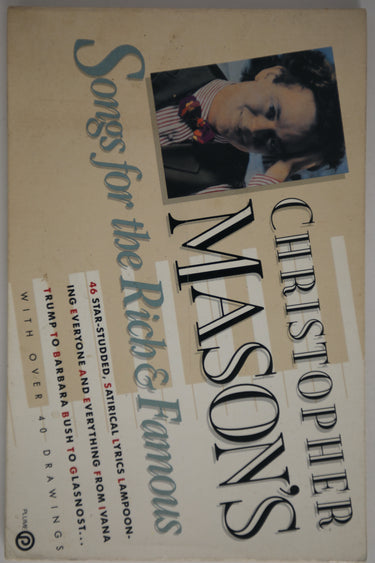 CHRISTOPHER
MASON'S
Songs for the Rich & Famous
46 STAR-STUDDED, SATIRICAL LYRICS LAMPOON-
ING EVERYONE AND EVERYTHING FROM IVANA
TRUMP TO BARBARA BUSH TO GLASNOST...
WITH OVER 40 DRAWINGS
PLUME